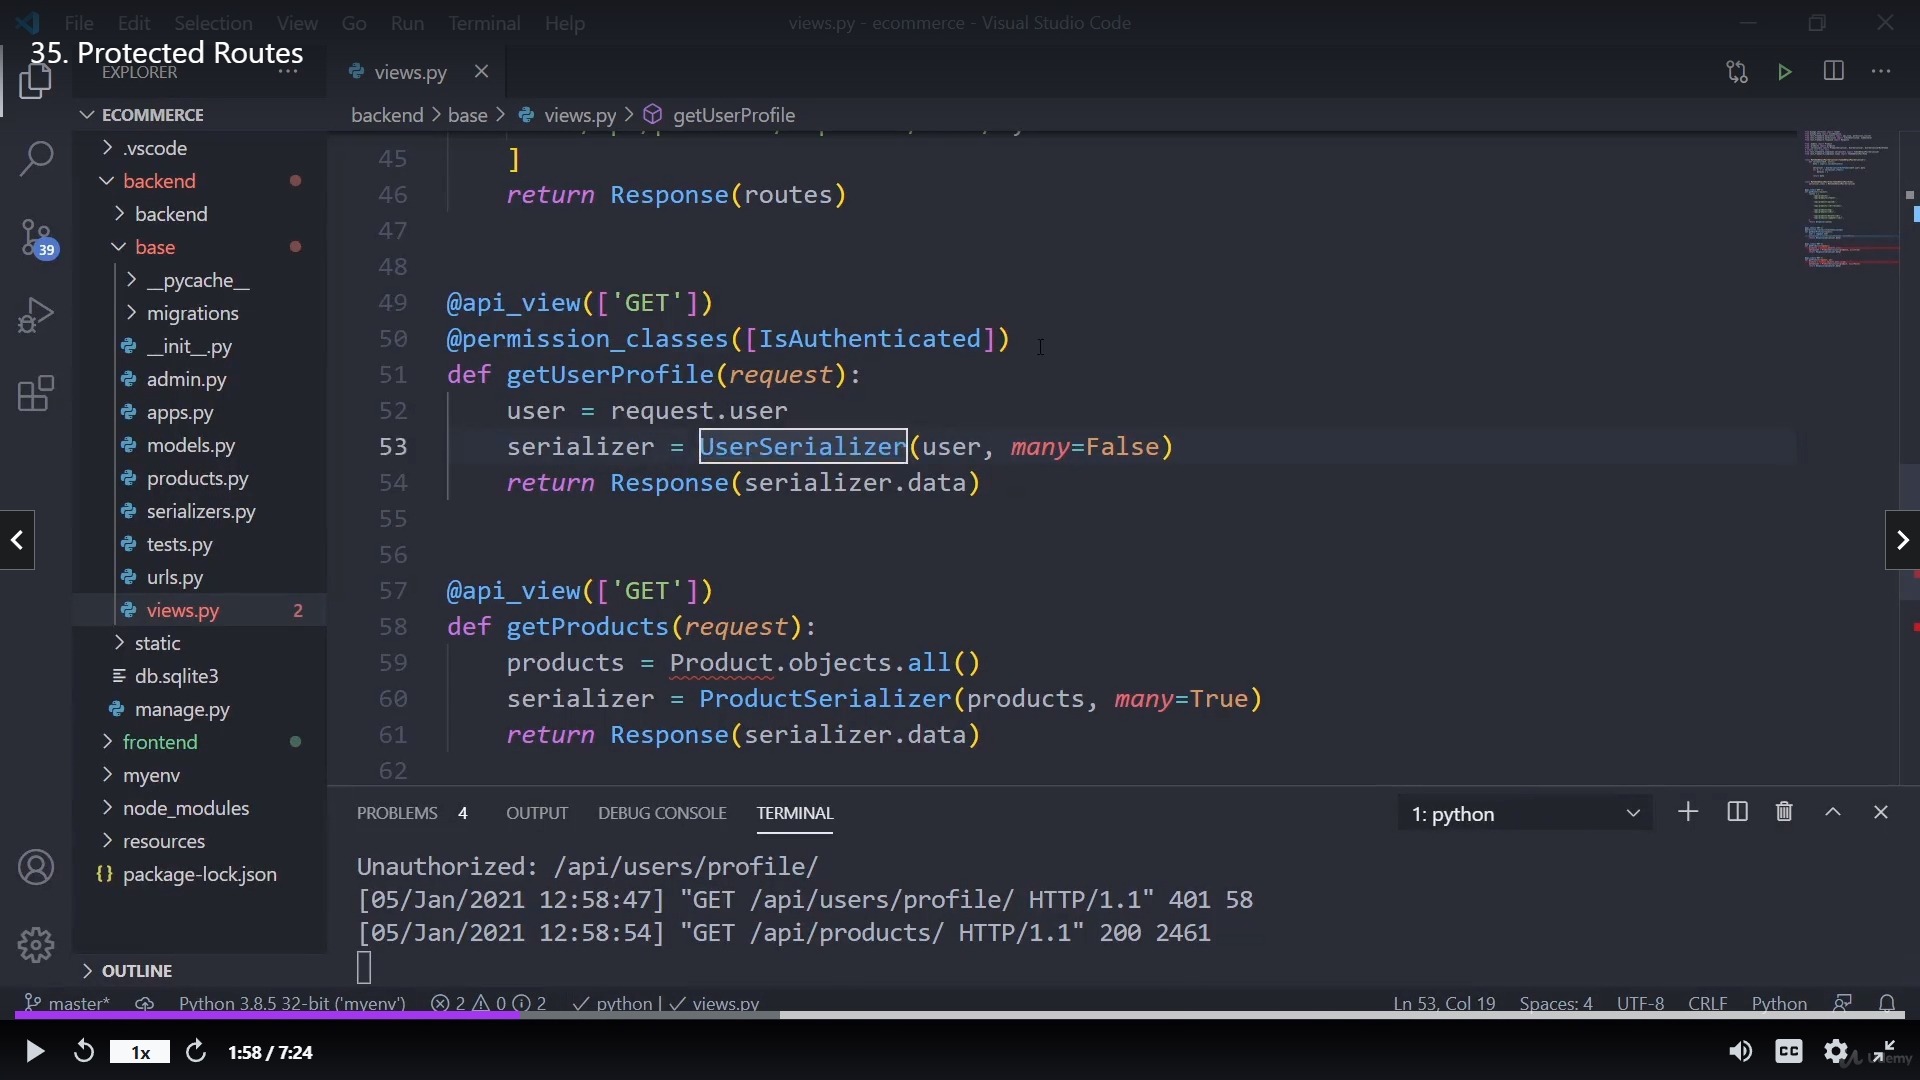 File Edit Selection View Go Run Terminal Help
views.py - ecommerce - Visual Studio Code
35. Protected Routes
EXPLORER
views.py
ECOMMERCE
backend > base > views.py > getUserProfile
.vscode
backend
backend
base
__pycache__
migrations
__init__.py
admin.py
apps.py
models.py
products.py
serializers.py
tests.py
urls.py
views.py 2
static
db.sqlite3
manage.py
frontend
myenv
node_modules
resources
package-lock.json
OUTLINE
39
45 ]
46 return Response(routes)
47
48
49 @api_view(['GET'])
50 @permission_classes([IsAuthenticated])
51 def getUserProfile(request):
52 user = request.user
53 serializer = UserSerializer(user, many=False)
54 return Response(serializer.data)
55
56
57 @api_view(['GET'])
58 def getProducts(request):
59 products = Product.objects.all()
60 serializer = ProductSerializer(products, many=True)
61 return Response(serializer.data)
62
PROBLEMS 4 OUTPUT DEBUG CONSOLE TERMINAL
1: python
Unauthorized: /api/users/profile/
[05/Jan/2021 12:58:47] "GET /api/users/profile/ HTTP/1.1" 401 58
[05/Jan/2021 12:58:54] "GET /api/products/ HTTP/1.1" 200 2461
master* Python 3.8.5 32-bit ('myenv') 2 0 2 python | views.py
Ln 53, Col 19 Spaces: 4 UTF-8 CRLF Python
1x 1:58 / 7:24
CC
Udemy